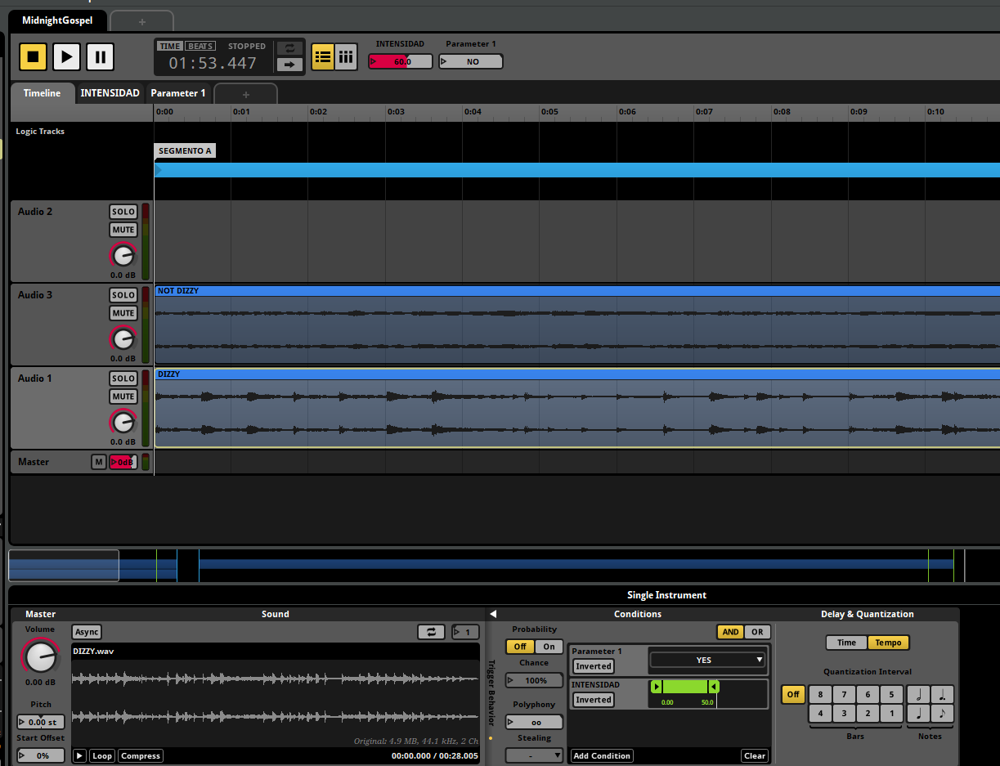 MidnightGospel
+
TIME BEATS STOPPED
01:53.447
INTENSIDAD
60.0
Parameter 1
NO
Timeline
INTENSIDAD
Parameter 1
+
0:00 0:01 0:02 0:03 0:04 0:05 0:06 0:07 0:08 0:09 0:10
Logic Tracks
SEGMENTO A
Audio 2
SOLO
MUTE
0.0 dB
Audio 3
SOLO
MUTE
0.0 dB
NOT DIZZY
Audio 1
SOLO
MUTE
0.0 dB
DIZZY
Master
M
0dB
Single Instrument
Master
Volume
0.00 dB
Pitch
0.00 st
Start Offset
0%
Sound
Async
1
DIZZY.wav
Original: 4.9 MB, 44.1 kHz, 2 Ch
Loop
Compress
00:00.000 / 00:28.005
Trigger Behavior
Conditions
Probability
Off On
Chance
100%
Polyphony
oo
Stealing
-
AND OR
Parameter 1
Inverted
YES
INTENSIDAD
Inverted
0.00 50.0
Add Condition
Clear
Delay & Quantization
Time Tempo
Quantization Interval
Off
8 7 6 5
4 3 2 1
Bars
Notes